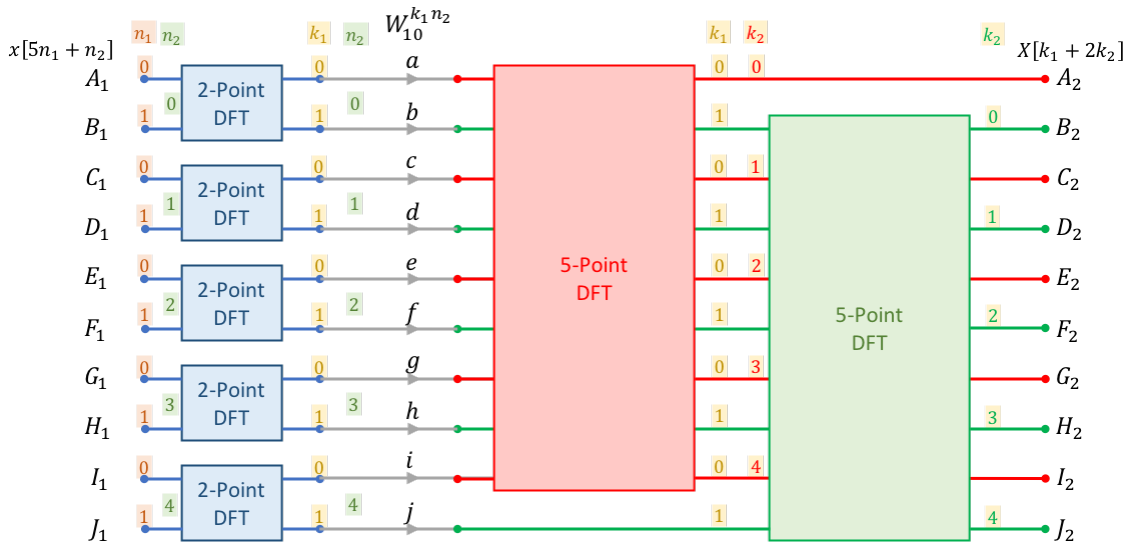 n₁ n₂ k₁ n₂ W₁₀^{k₁n₂} k₁ k₂ k₂
x[5n₁ + n₂] X[k₁ + 2k₂]
A₁ 0 0 a 0 0 A₂
2-Point
DFT
0 0
B₁ 1 1 b 1 0 B₂
C₁ 0 0 c 0 1 C₂
2-Point
DFT
1 1
D₁ 1 1 d 1 1 D₂
E₁ 0 0 e 0 2 E₂
2-Point
DFT
2 2
5-Point
DFT
F₁ 1 1 f 1 2 F₂
5-Point
DFT
G₁ 0 0 g 0 3 G₂
2-Point
DFT
3 3
H₁ 1 1 h 1 3 H₂
I₁ 0 0 i 0 4 I₂
2-Point
DFT
4 4
J₁ 1 1 j 1 4 J₂